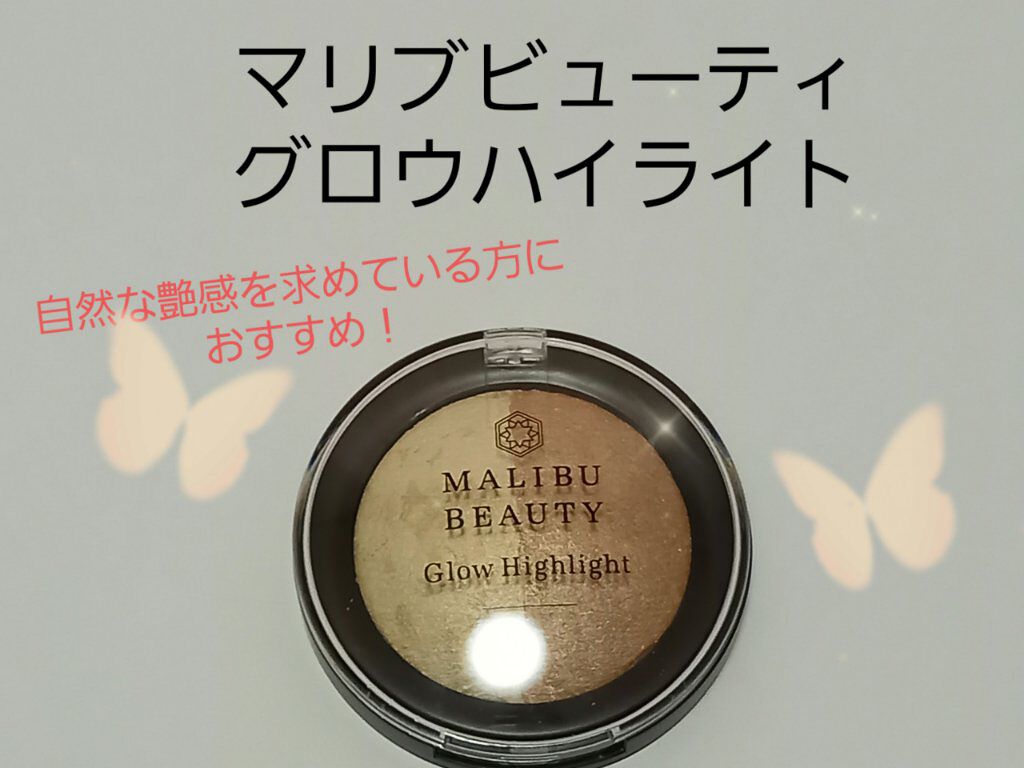 マリブビューティ
グロウハイライト
自然な艶感を求めている方に
おすすめ！
MALIBU
BEAUTY
Glow Highlight